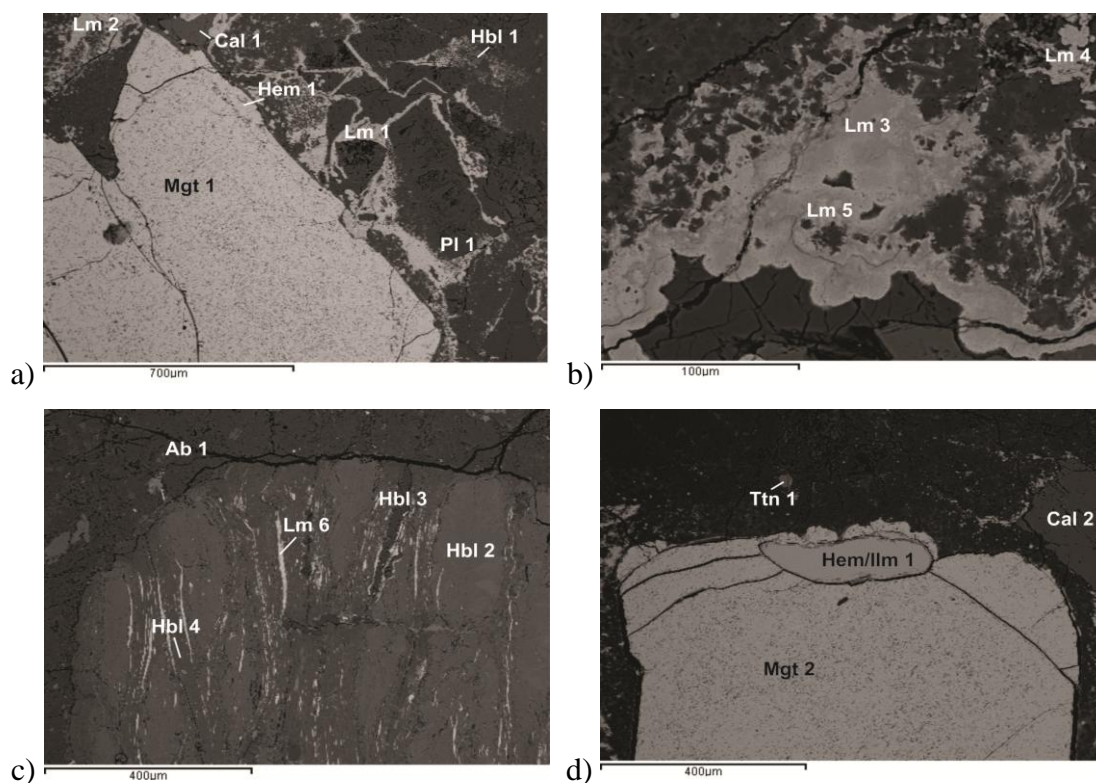 Lm 2
Cal 1
Hbl 1
Hem 1
Lm 1
Mgt 1
Pl 1
a)
700µm
Lm 4
Lm 3
Lm 5
b)
100µm
Ab 1
Hbl 3
Lm 6
Hbl 2
Hbl 4
c)
400µm
Ttn 1
Cal 2
Hem/Ilm 1
Mgt 2
d)
400µm